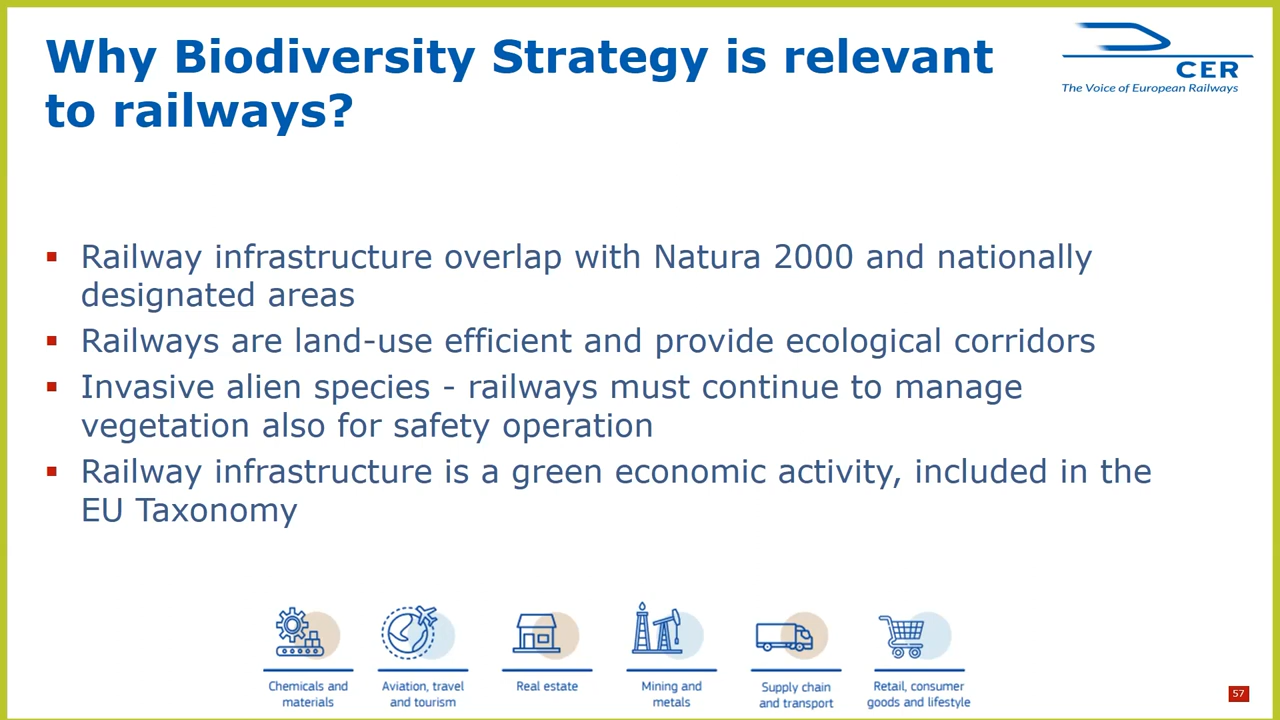 Why Biodiversity Strategy is relevant
to railways?
CER
The Voice of European Railways
Railway infrastructure overlap with Natura 2000 and nationally
designated areas
Railways are land-use efficient and provide ecological corridors
Invasive alien species - railways must continue to manage
vegetation also for safety operation
Railway infrastructure is a green economic activity, included in the
EU Taxonomy
Chemicals and
materials
Aviation, travel
and tourism
Real estate
Mining and
metals
Supply chain
and transport
Retail, consumer
goods and lifestyle
57